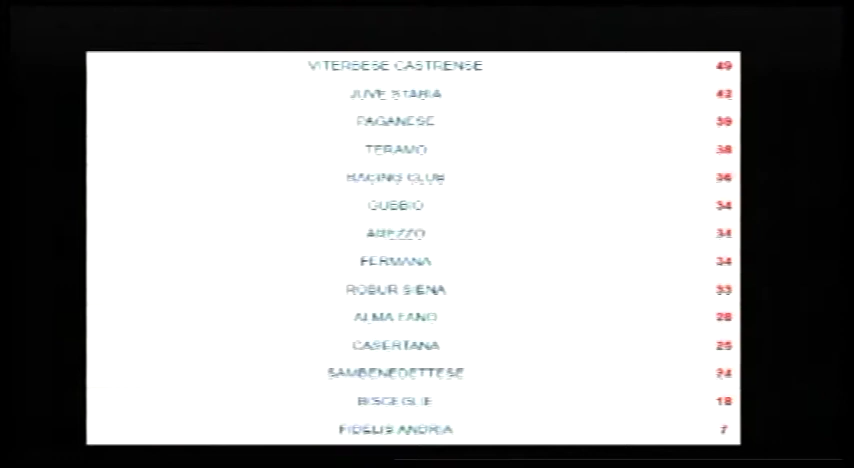 VITERBESE CASTRENSE 49
JUVE STABIA 42
PAGANESE 39
TERAMO 38
RACING CLUB 36
GUBBIO 34
AREZZO 34
FERMANA 34
ROBUR SIENA 33
ALMA FANO 28
CASERTANA 25
SAMBENEDETTESE 24
BISCEGLIE 18
FIDELIS ANDRIA 7